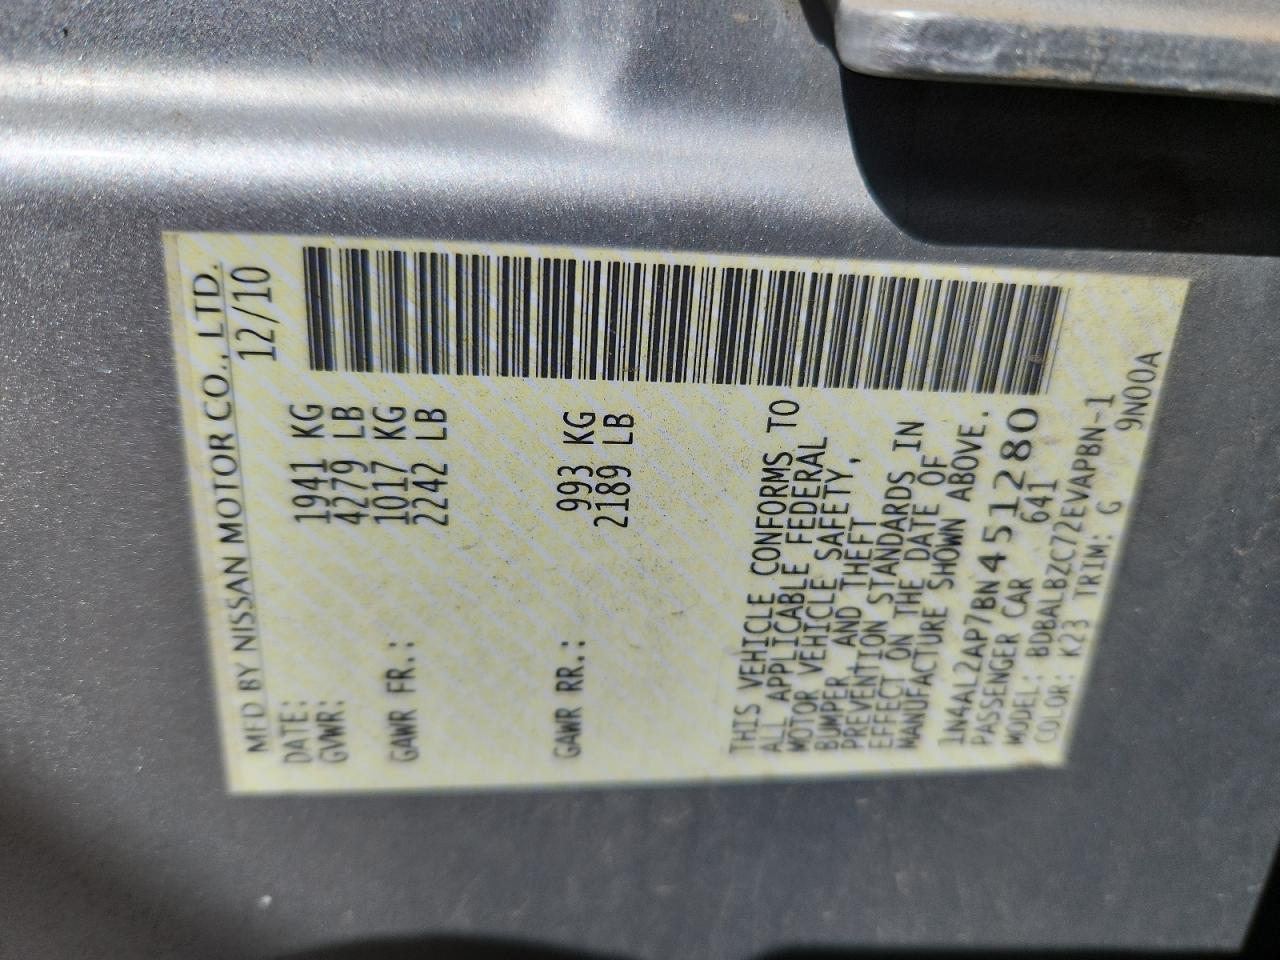 MFD BY NISSAN MOTOR CO., LTD.
DATE: 12/10
GVWR: 1941 KG
4279 LB
GAWR FR.: 1017 KG
2242 LB
GAWR RR.: 993 KG
2189 LB
THIS VEHICLE CONFORMS TO
ALL APPLICABLE FEDERAL
MOTOR VEHICLE SAFETY,
BUMPER AND THEFT
PREVENTION STANDARDS IN
EFFECT ON THE DATE OF
MANUFACTURE SHOWN ABOVE.
1N4AL2AP7BN451280
PASSENGER CAR 641
MODEL: BDBALBZC72EVAPBN-1
COLOR: K23 TRIM: G 9N00A